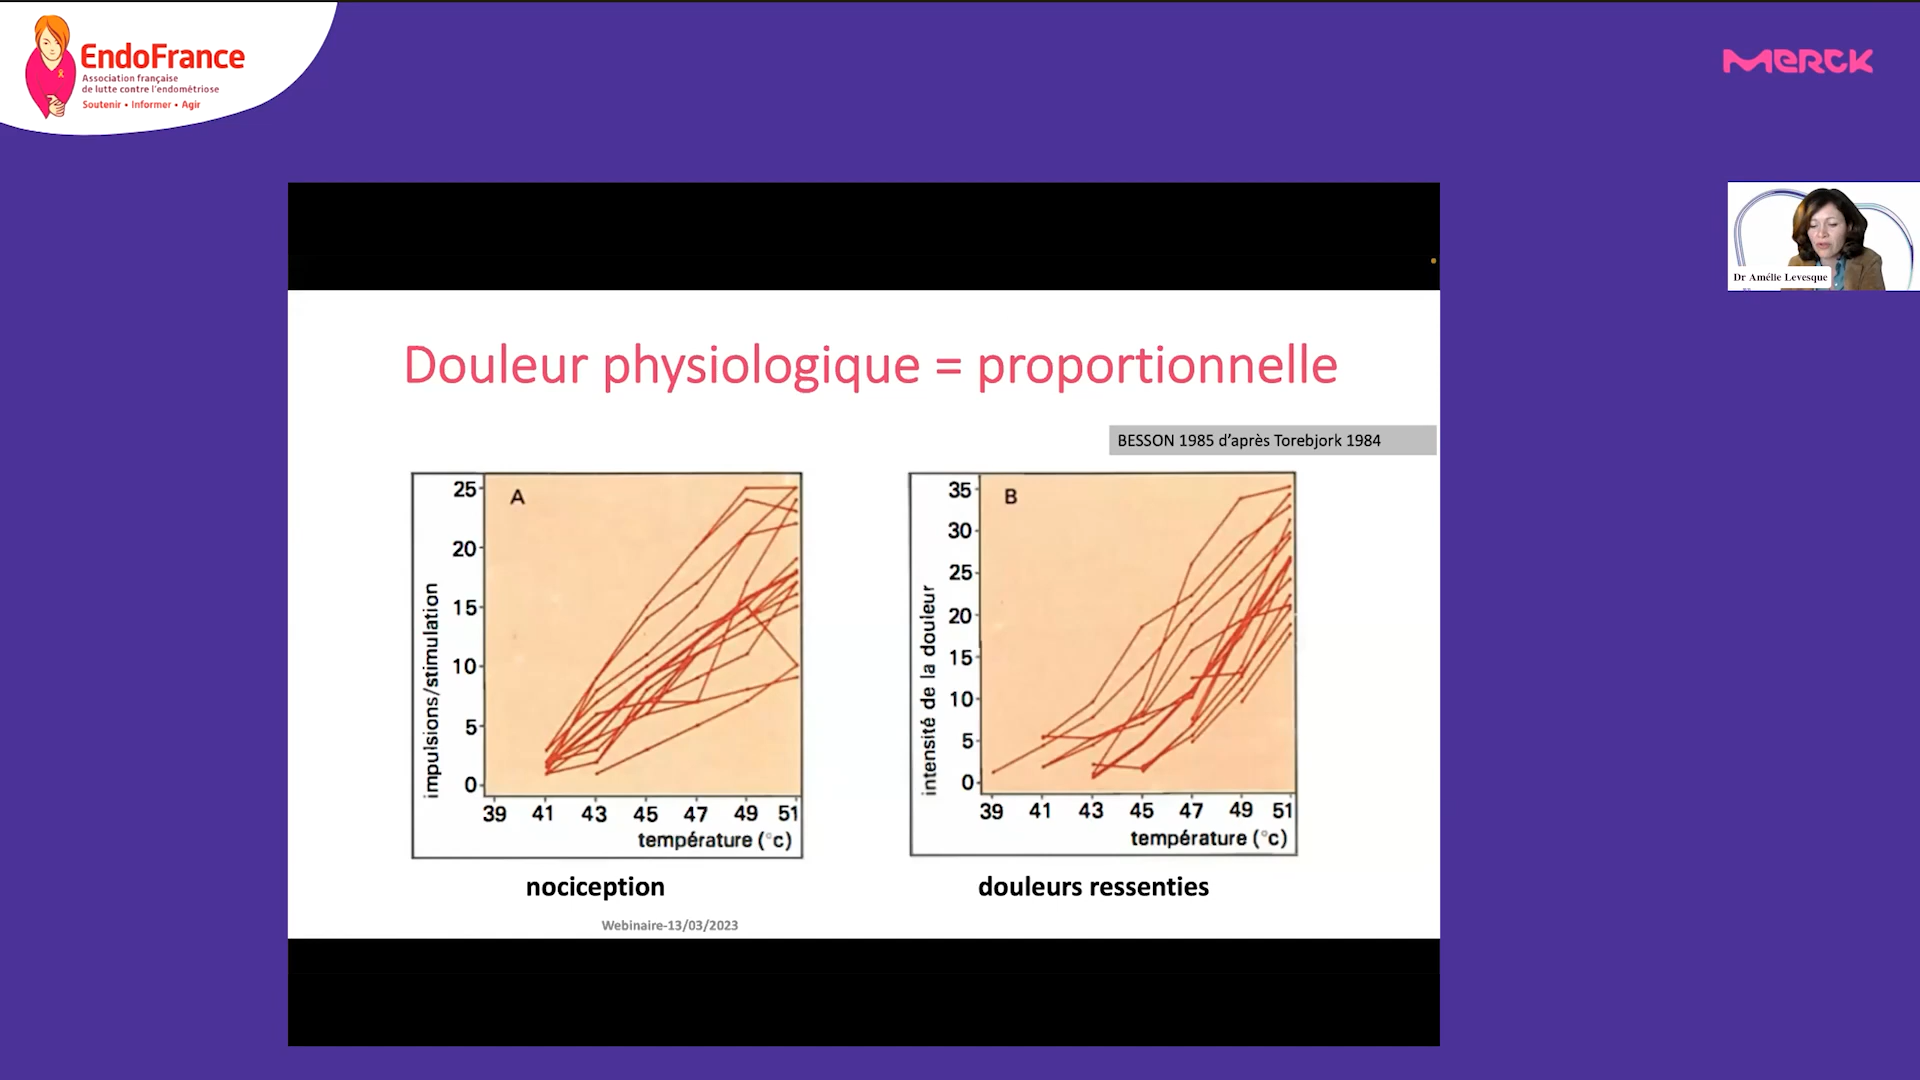 EndoFrance
Association française
de lutte contre l'endométriose
Soutenir • Informer • Agir
MERCK
Dr Amélie Levesque
Douleur physiologique = proportionnelle
BESSON 1985 d'après Torebjork 1984
A
25
20
15
10
5
0
impulsions/stimulation
39 41 43 45 47 49 51
température (°c)
nociception
B
35
30
25
20
15
10
5
0
intensité de la douleur
39 41 43 45 47 49 51
température (°c)
douleurs ressenties
Webinaire-13/03/2023